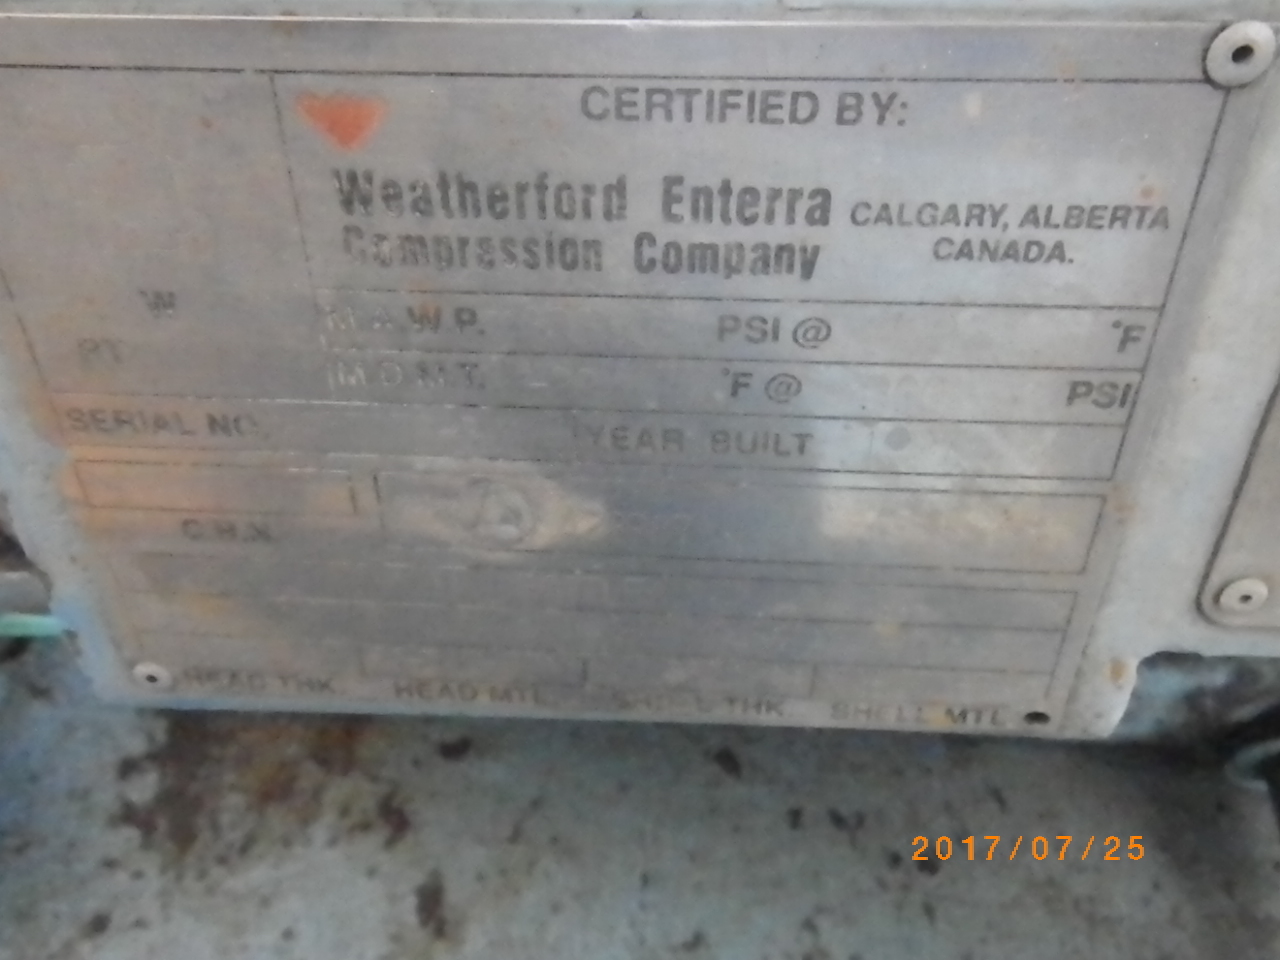 CERTIFIED BY:
Weatherford Enterra
Compression Company
CALGARY, ALBERTA
CANADA.
W
RT
M.A.W.P. PSI @ °F
M.D.M.T. °F @ PSI
SERIAL NO. YEAR BUILT
C.R.N.
HEAD THK. HEAD MTL. SHELL THK SHELL MTL
2017/07/25